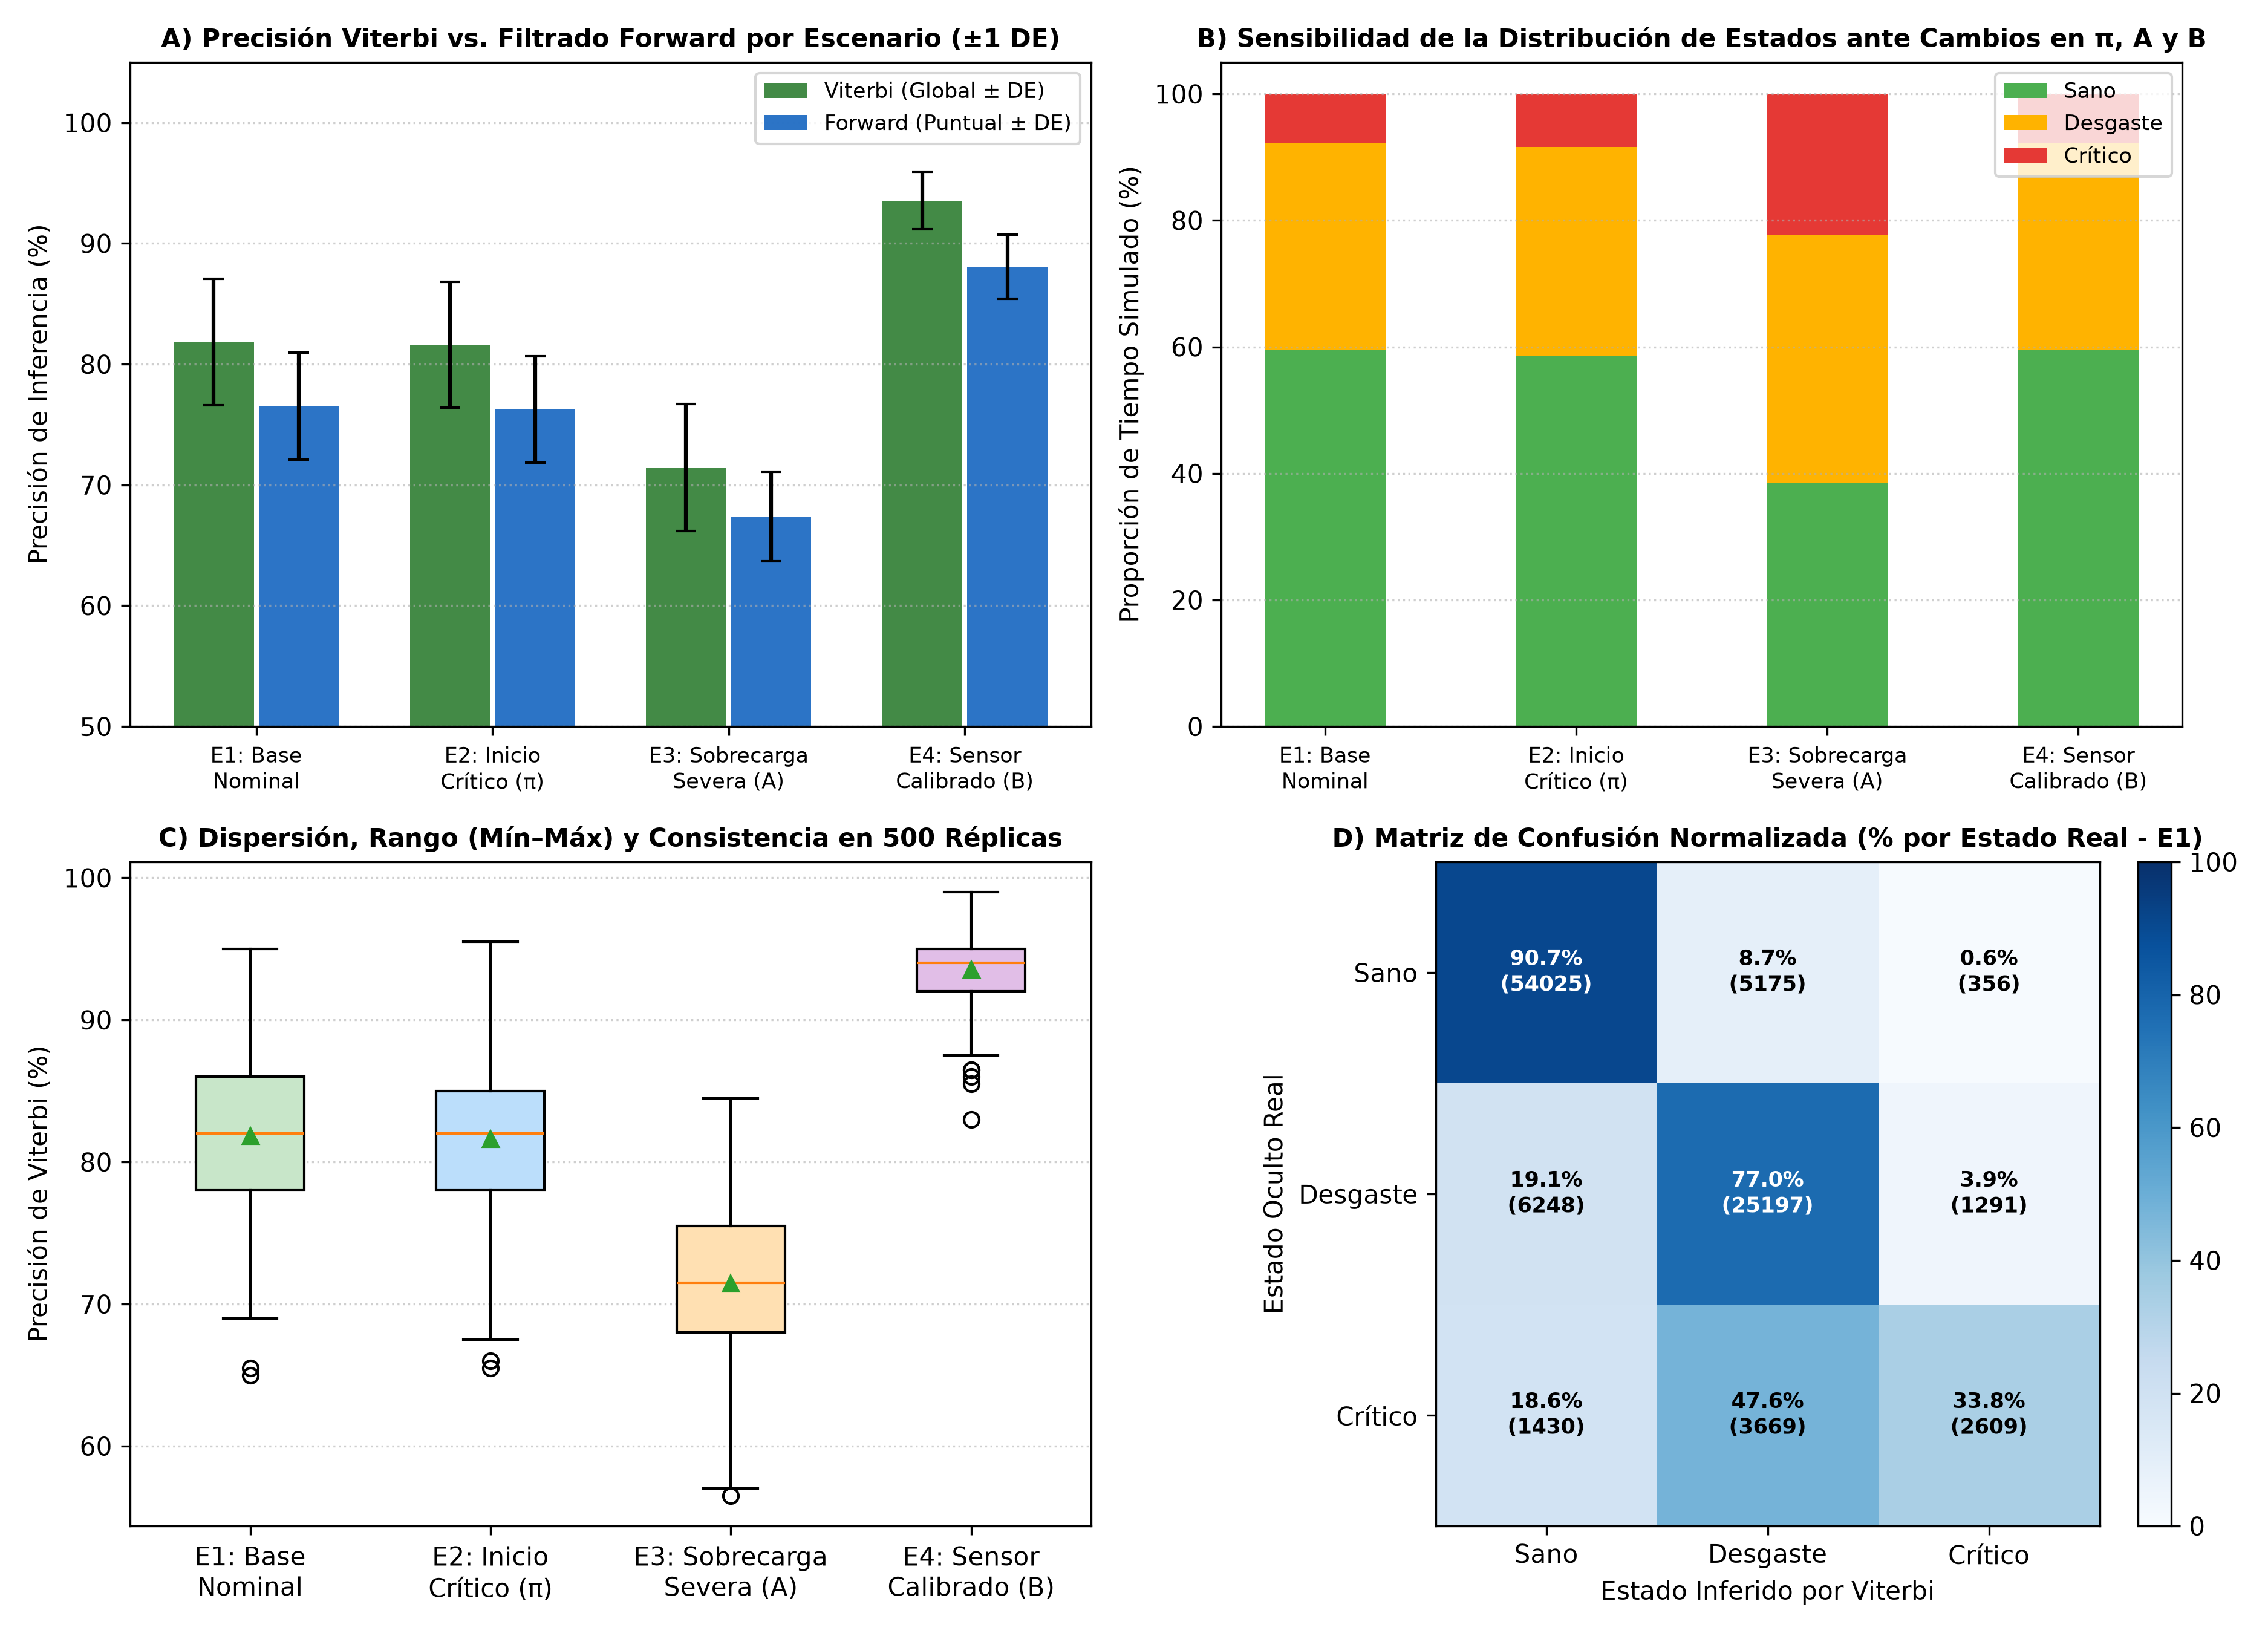 A) Precisión Viterbi vs. Filtrado Forward por Escenario (±1 DE)
Viterbi (Global ± DE)
Forward (Puntual ± DE)
Precisión de Inferencia (%)
100
90
80
70
60
50
E1: Base
Nominal
E2: Inicio
Crítico (π)
E3: Sobrecarga
Severa (A)
E4: Sensor
Calibrado (B)
B) Sensibilidad de la Distribución de Estados ante Cambios en π, A y B
Sano
Desgaste
Crítico
Proporción de Tiempo Simulado (%)
100
80
60
40
20
0
E1: Base
Nominal
E2: Inicio
Crítico (π)
E3: Sobrecarga
Severa (A)
E4: Sensor
Calibrado (B)
C) Dispersión, Rango (Mín–Máx) y Consistencia en 500 Réplicas
Precisión de Viterbi (%)
100
90
80
70
60
E1: Base
Nominal
E2: Inicio
Crítico (π)
E3: Sobrecarga
Severa (A)
E4: Sensor
Calibrado (B)
D) Matriz de Confusión Normalizada (% por Estado Real - E1)
Estado Oculto Real
Sano
90.7%
(54025)
8.7%
(5175)
0.6%
(356)
Desgaste
19.1%
(6248)
77.0%
(25197)
3.9%
(1291)
Crítico
18.6%
(1430)
47.6%
(3669)
33.8%
(2609)
Sano
Desgaste
Crítico
Estado Inferido por Viterbi
100
80
60
40
20
0